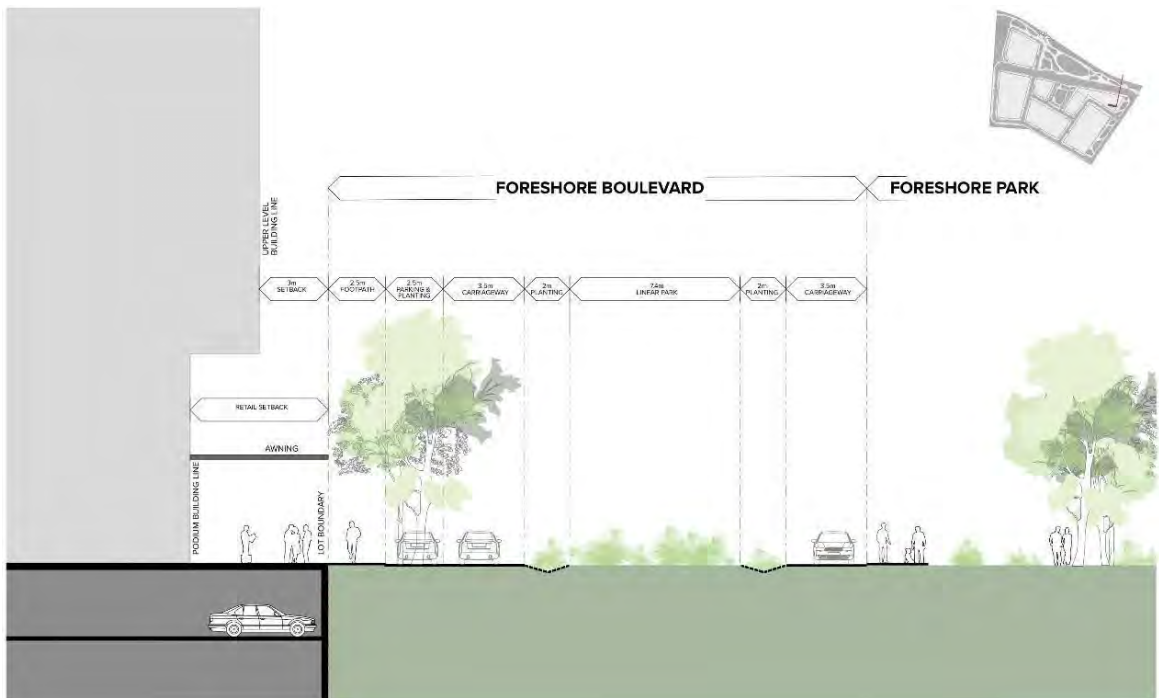 FORESHORE BOULEVARD
FORESHORE PARK
UPPER LEVEL
BUILDING LINE
3m
SETBACK
2.5m
FOOTPATH
2.5m
PARKING &
PLANTING
3.5m
CARRIAGEWAY
2m
PLANTING
7.4m
LINEAR PARK
2m
PLANTING
3.5m
CARRIAGEWAY
RETAIL SETBACK
AWNING
PODIUM BUILDING LINE
LOT BOUNDARY